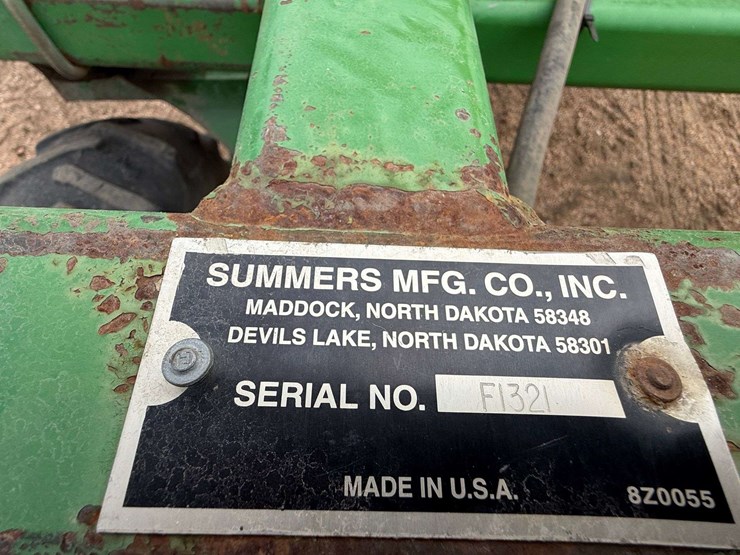 SUMMERS MFG. CO., INC.
MADDOCK, NORTH DAKOTA 58348
DEVILS LAKE, NORTH DAKOTA 58301
SERIAL NO. F1321
MADE IN U.S.A. 8Z0055